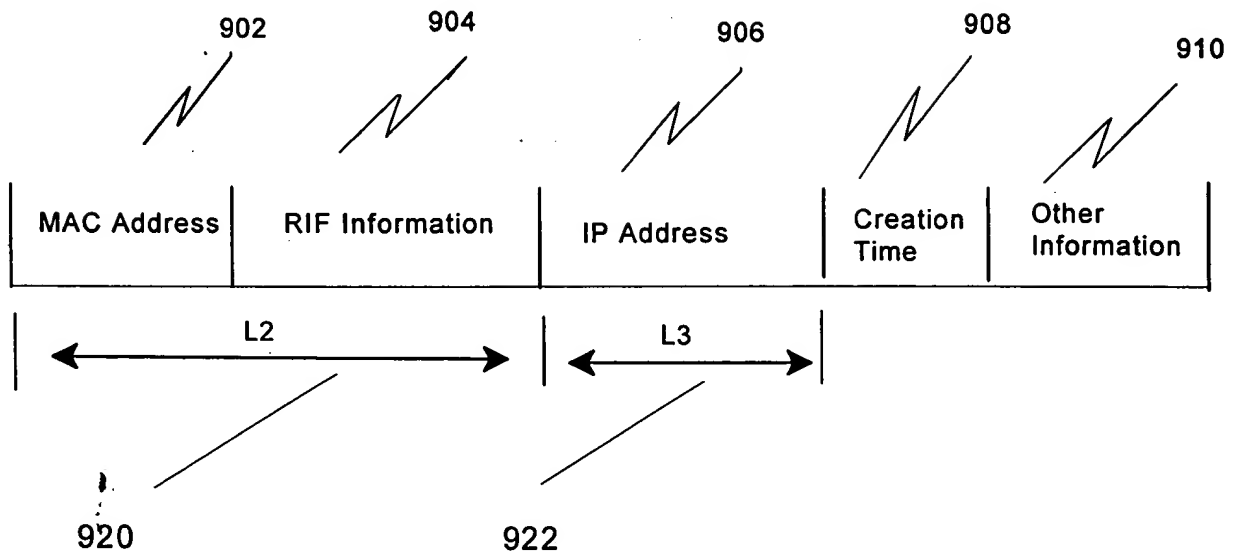 902
904
906
908
910
MAC Address
RIF Information
IP Address
Creation
Time
Other
Information
L2
L3
920
922